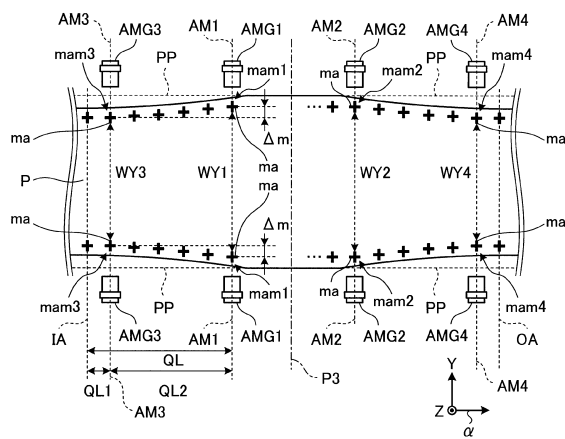 AM3 AM1 AM2 AM4
AMG3 AMG1 AMG2 AMG4
mam3 PP mam1 ma mam2 PP mam4
...
Δm
ma ma ma
P WY3 WY1 WY2 WY4
ma
ma Δm ma
ma
mam3 PP mam1 mam2 PP mam4
IA AMG3 AM1 AMG1 AM2 AMG2 AMG4 OA
QL
QL1 QL2 P3 AM4
AM3
Y
Z α